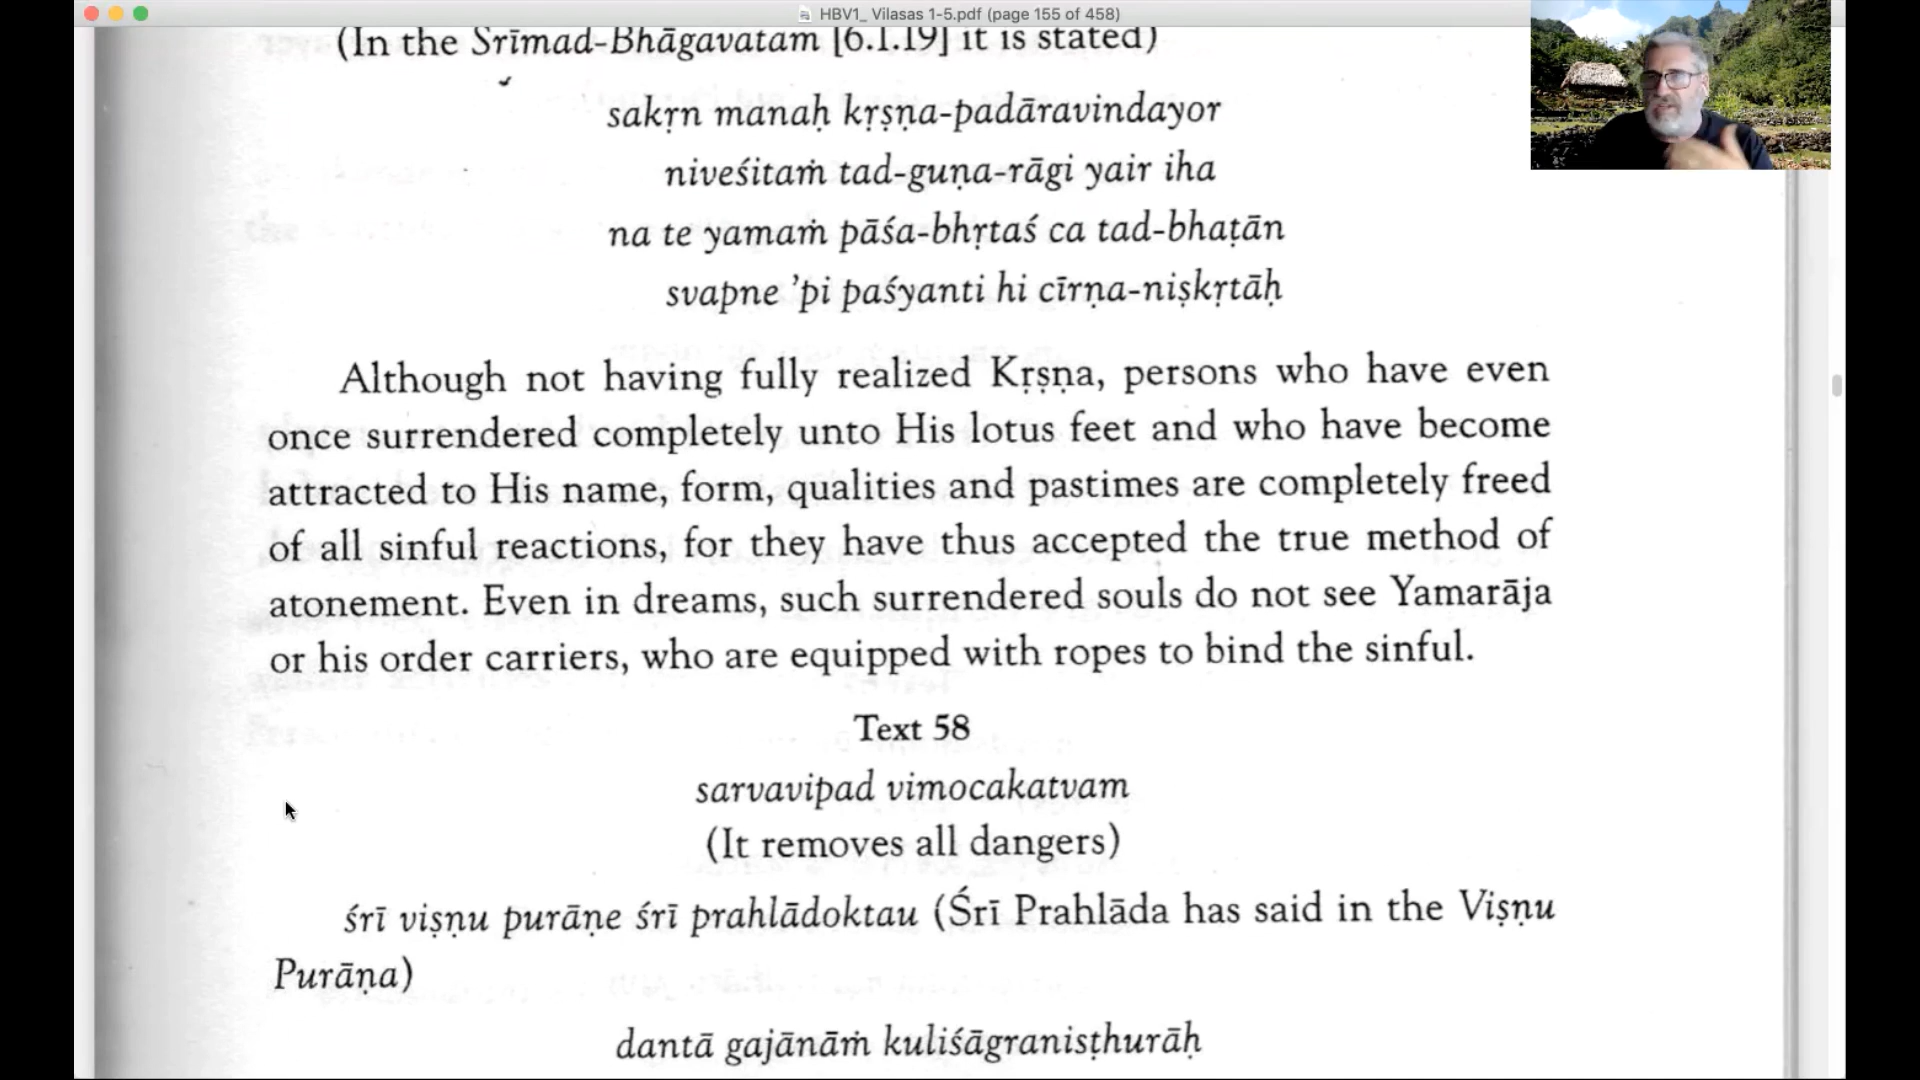 HBV1_ Vilasas 1-5.pdf (page 155 of 458)
(In the Śrīmad-Bhāgavatam [6.1.19] it is stated)
sakṛn manaḥ kṛṣṇa-padāravindayor
niveśitaṁ tad-guṇa-rāgi yair iha
na te yamaṁ pāśa-bhṛtaś ca tad-bhaṭān
svapne ’pi paśyanti hi cīrṇa-niṣkṛtāḥ
Although not having fully realized Kṛṣṇa, persons who have even
once surrendered completely unto His lotus feet and who have become
attracted to His name, form, qualities and pastimes are completely freed
of all sinful reactions, for they have thus accepted the true method of
atonement. Even in dreams, such surrendered souls do not see Yamarāja
or his order carriers, who are equipped with ropes to bind the sinful.
Text 58
sarvavipad vimocakatvam
(It removes all dangers)
śrī viṣṇu purāṇe śrī prahlādoktau (Śrī Prahlāda has said in the Viṣṇu
Purāṇa)
dantā gajānāṁ kuliśāgraniṣṭhurāḥ